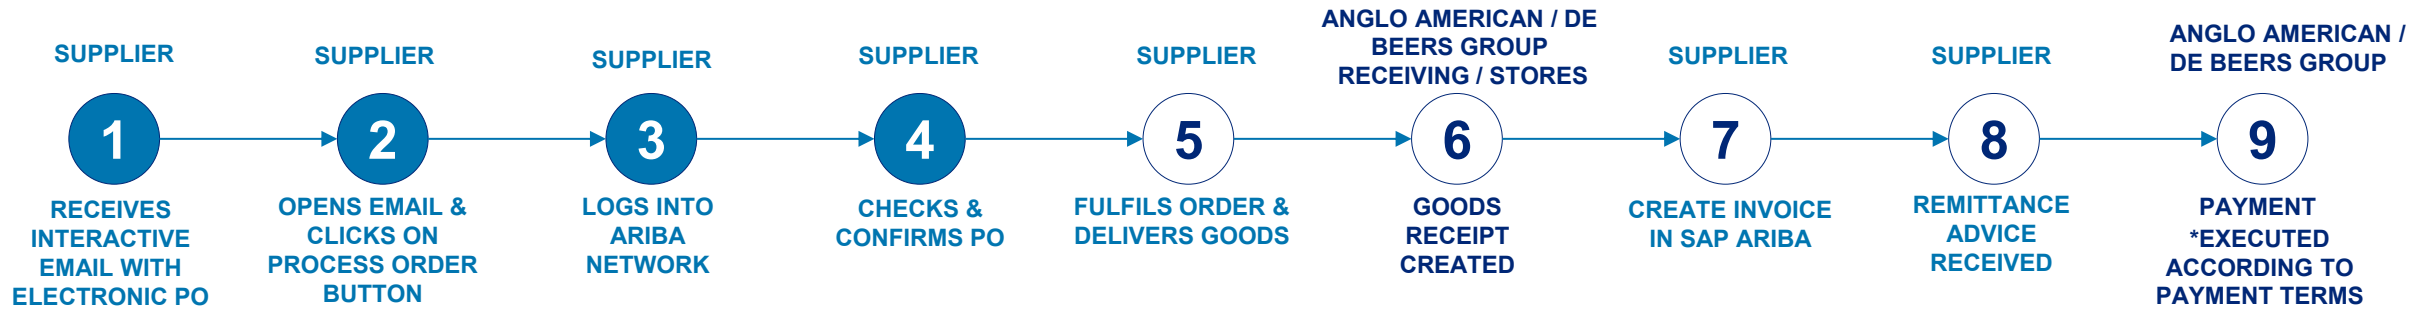 SUPPLIER
1
RECEIVES
INTERACTIVE
EMAIL WITH
ELECTRONIC PO
SUPPLIER
2
OPENS EMAIL &
CLICKS ON
PROCESS ORDER
BUTTON
SUPPLIER
3
LOGS INTO
ARIBA
NETWORK
SUPPLIER
4
CHECKS &
CONFIRMS PO
SUPPLIER
5
FULFILS ORDER &
DELIVERS GOODS
ANGLO AMERICAN / DE
BEERS GROUP
RECEIVING / STORES
6
GOODS
RECEIPT
CREATED
SUPPLIER
7
CREATE INVOICE
IN SAP ARIBA
SUPPLIER
8
REMITTANCE
ADVICE
RECEIVED
ANGLO AMERICAN /
DE BEERS GROUP
9
PAYMENT
*EXECUTED
ACCORDING TO
PAYMENT TERMS